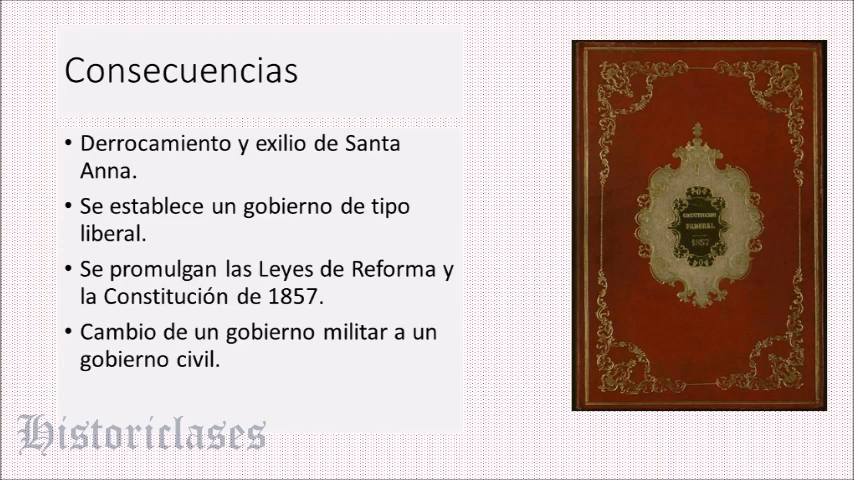 Consecuencias
• Derrocamiento y exilio de Santa
Anna.
• Se establece un gobierno de tipo
liberal.
• Se promulgan las Leyes de Reforma y
la Constitución de 1857.
• Cambio de un gobierno militar a un
gobierno civil.
CONSTITUCION
FEDERAL
1857
Historiclases